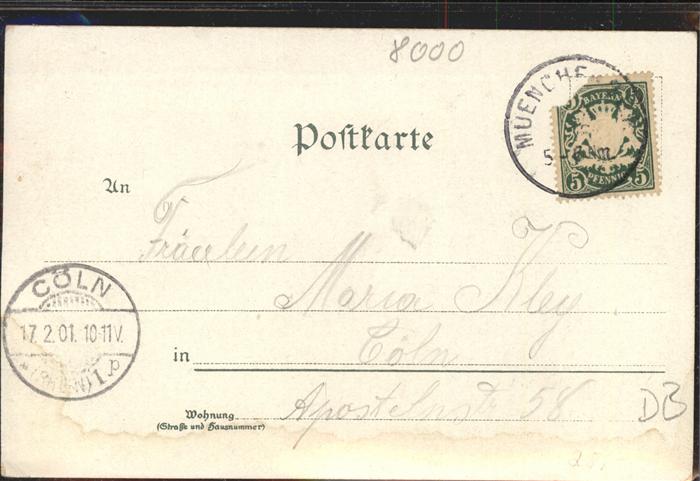 8000
MUENCHE
BAYERN
5 5
PFENNIG
Postkarte
An
Fräulein
Maria Kley
CÖLN
17.2.01. 10-11V.
in Cöln
Wohnung
(Straße und Hausnummer)
Apostelnstr 58
DB